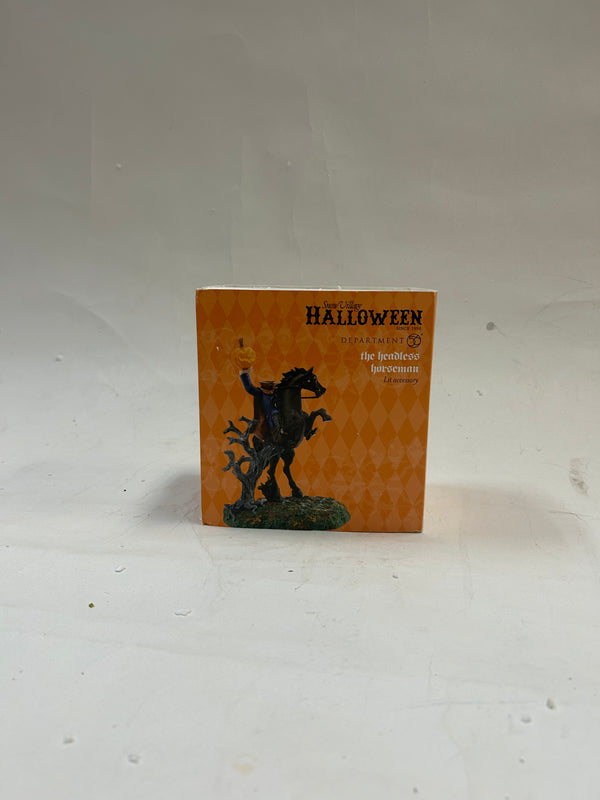 Snow Village
HALLOWEEN
SINCE 1998
DEPARTMENT 56
the headless
horseman
Lit accessory